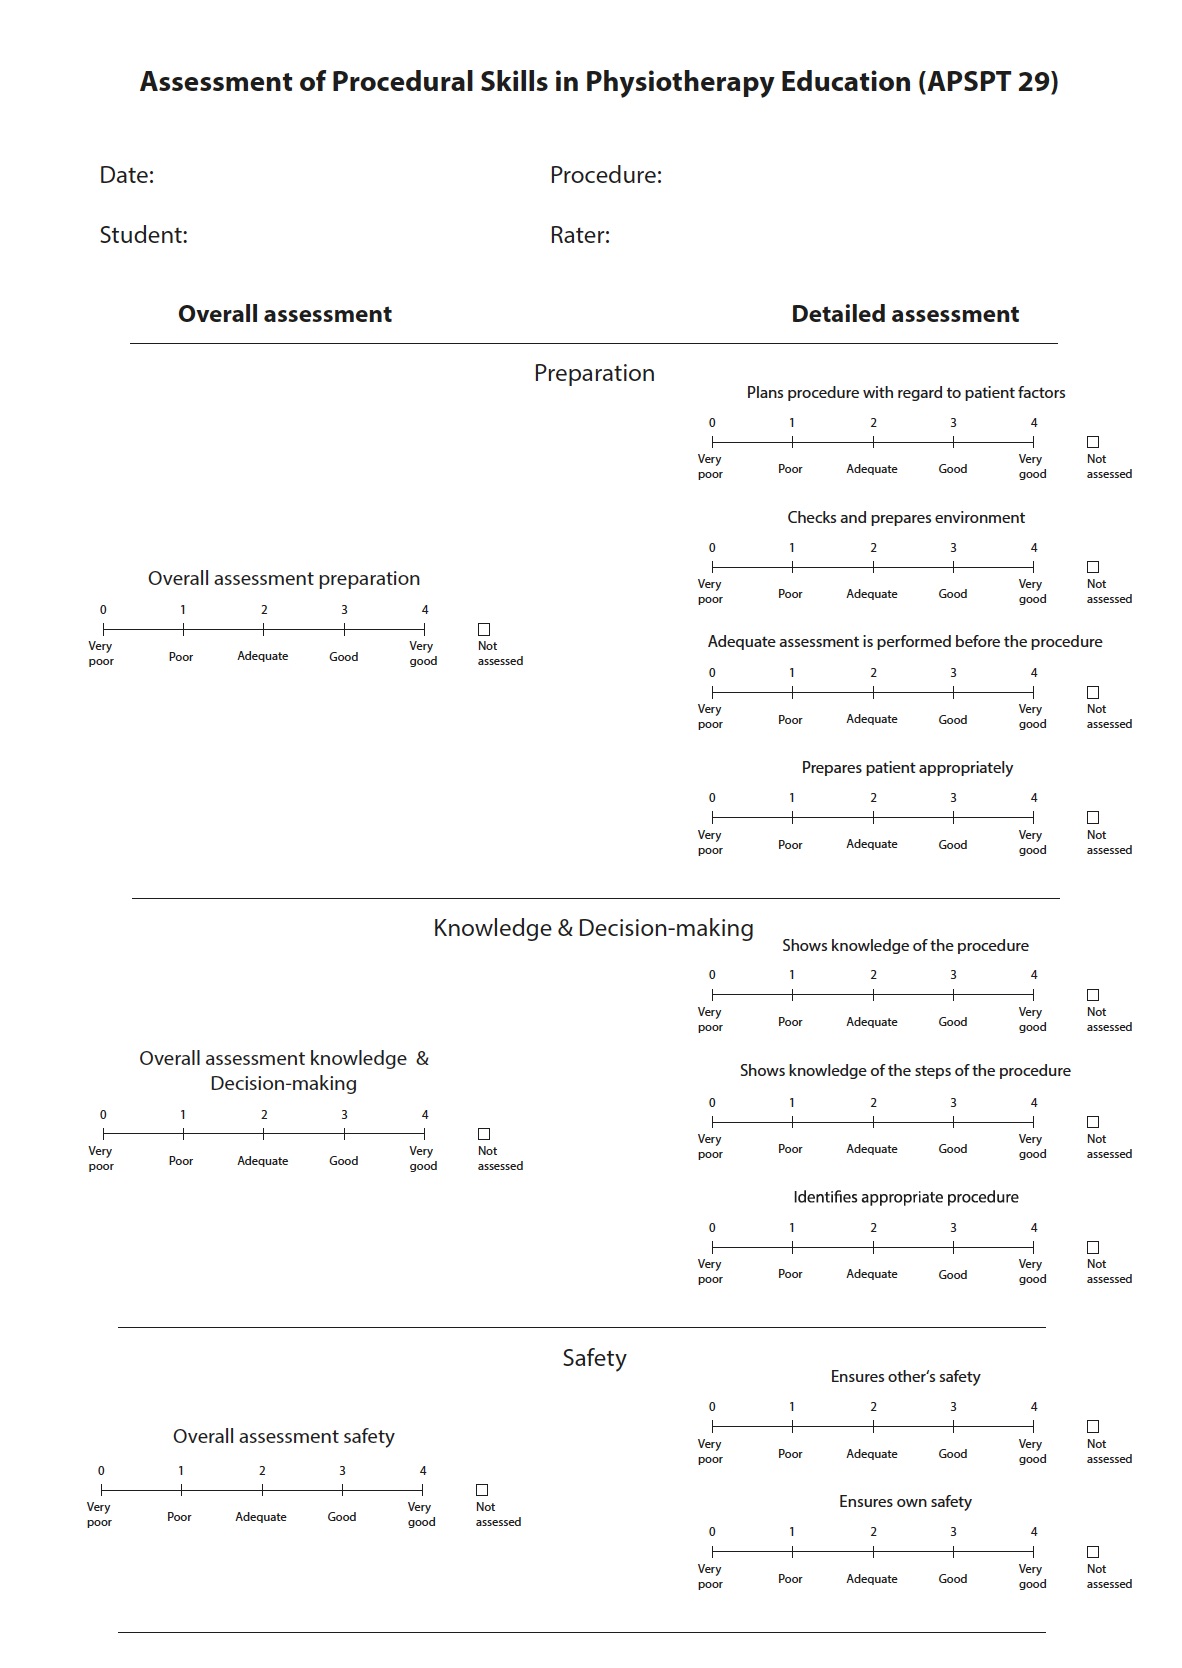 Assessment of Procedural Skills in Physiotherapy Education (APSPT 29)
Date:
Procedure:
Student:
Rater:
Overall assessment
Detailed assessment
Preparation
Plans procedure with regard to patient factors
0 1 2 3 4
Very poor Poor Adequate Good Very good Not assessed
Checks and prepares environment
0 1 2 3 4
Very poor Poor Adequate Good Very good Not assessed
Overall assessment preparation
0 1 2 3 4
Very poor Poor Adequate Good Very good Not assessed
Adequate assessment is performed before the procedure
0 1 2 3 4
Very poor Poor Adequate Good Very good Not assessed
Prepares patient appropriately
0 1 2 3 4
Very poor Poor Adequate Good Very good Not assessed
Knowledge & Decision-making
Shows knowledge of the procedure
0 1 2 3 4
Very poor Poor Adequate Good Very good Not assessed
Overall assessment knowledge &
Decision-making
0 1 2 3 4
Very poor Poor Adequate Good Very good Not assessed
Shows knowledge of the steps of the procedure
0 1 2 3 4
Very poor Poor Adequate Good Very good Not assessed
Identifies appropriate procedure
0 1 2 3 4
Very poor Poor Adequate Good Very good Not assessed
Safety
Ensures other's safety
0 1 2 3 4
Very poor Poor Adequate Good Very good Not assessed
Overall assessment safety
0 1 2 3 4
Very poor Poor Adequate Good Very good Not assessed
Ensures own safety
0 1 2 3 4
Very poor Poor Adequate Good Very good Not assessed